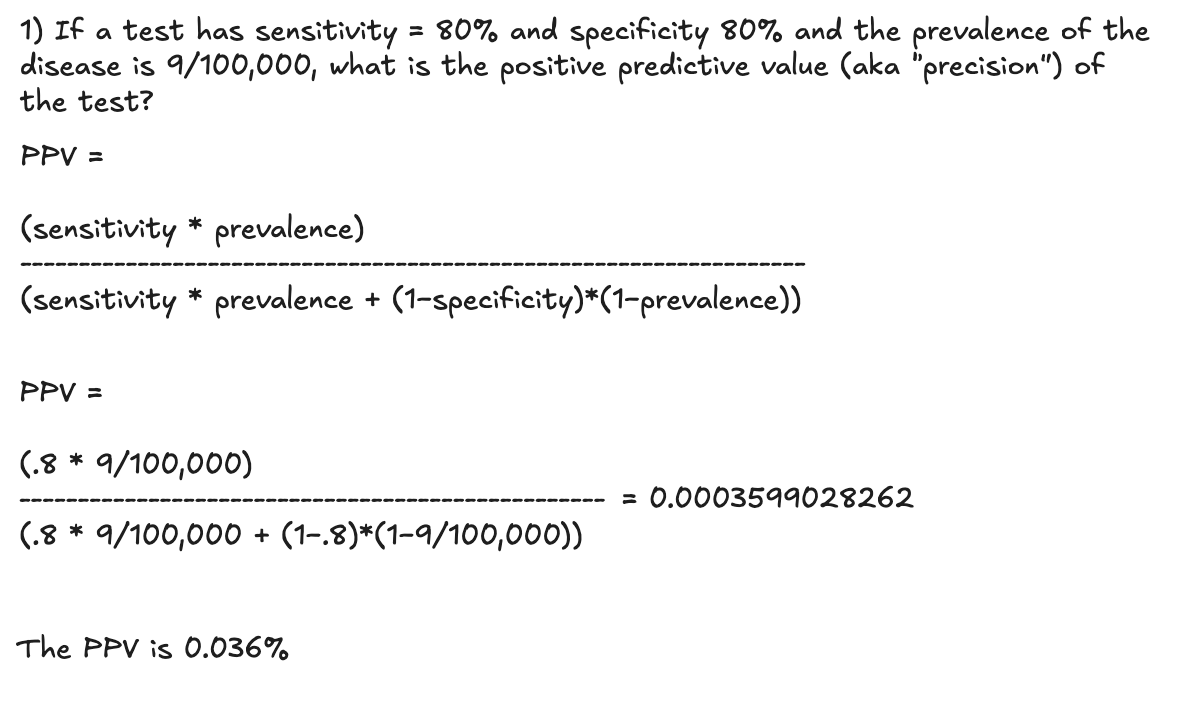 1) If a test has sensitivity = 80% and specificity 80% and the prevalence of the
disease is 9/100,000, what is the positive predictive value (aka "precision") of
the test?
PPV =
(sensitivity * prevalence)
-------------------------------------------------------------------
(sensitivity * prevalence + (1-specificity)*(1-prevalence))
PPV =
(.8 * 9/100,000)
-------------------------------------------------- = 0.0003599028262
(.8 * 9/100,000 + (1-.8)*(1-9/100,000))
The PPV is 0.036%